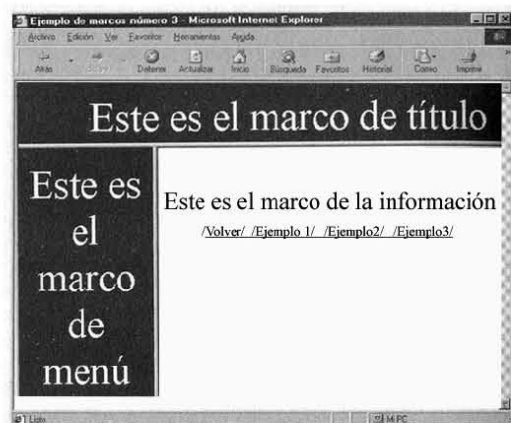 Ejemplo de marcos número 3 - Microsoft Internet Explorer
Archivo Edición Ver Favoritos Herramientas Ayuda
Atrás Detener Actualizar Inicio Búsqueda Favoritos Historial Correo Imprimir
Este es el marco de título
Este es
el
marco
de
menú
Este es el marco de la información
/Volver/ /Ejemplo 1/ /Ejemplo2/ /Ejemplo3/
Listo
Mi PC